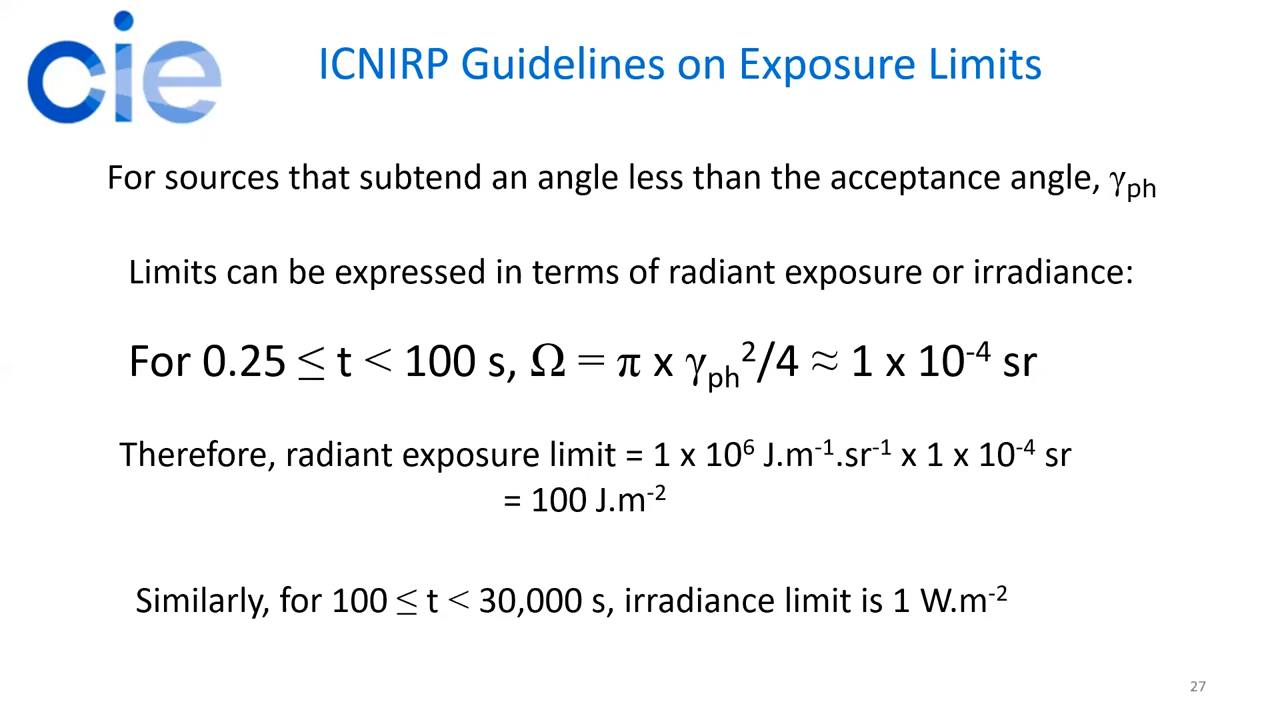 cie
ICNIRP Guidelines on Exposure Limits
For sources that subtend an angle less than the acceptance angle, γₚₕ
Limits can be expressed in terms of radiant exposure or irradiance:
For 0.25 ≤ t < 100 s, Ω = π x γₚₕ²/4 ≈ 1 x 10⁻⁴ sr
Therefore, radiant exposure limit = 1 x 10⁶ J.m⁻¹.sr⁻¹ x 1 x 10⁻⁴ sr
= 100 J.m⁻²
Similarly, for 100 ≤ t < 30,000 s, irradiance limit is 1 W.m⁻²
27